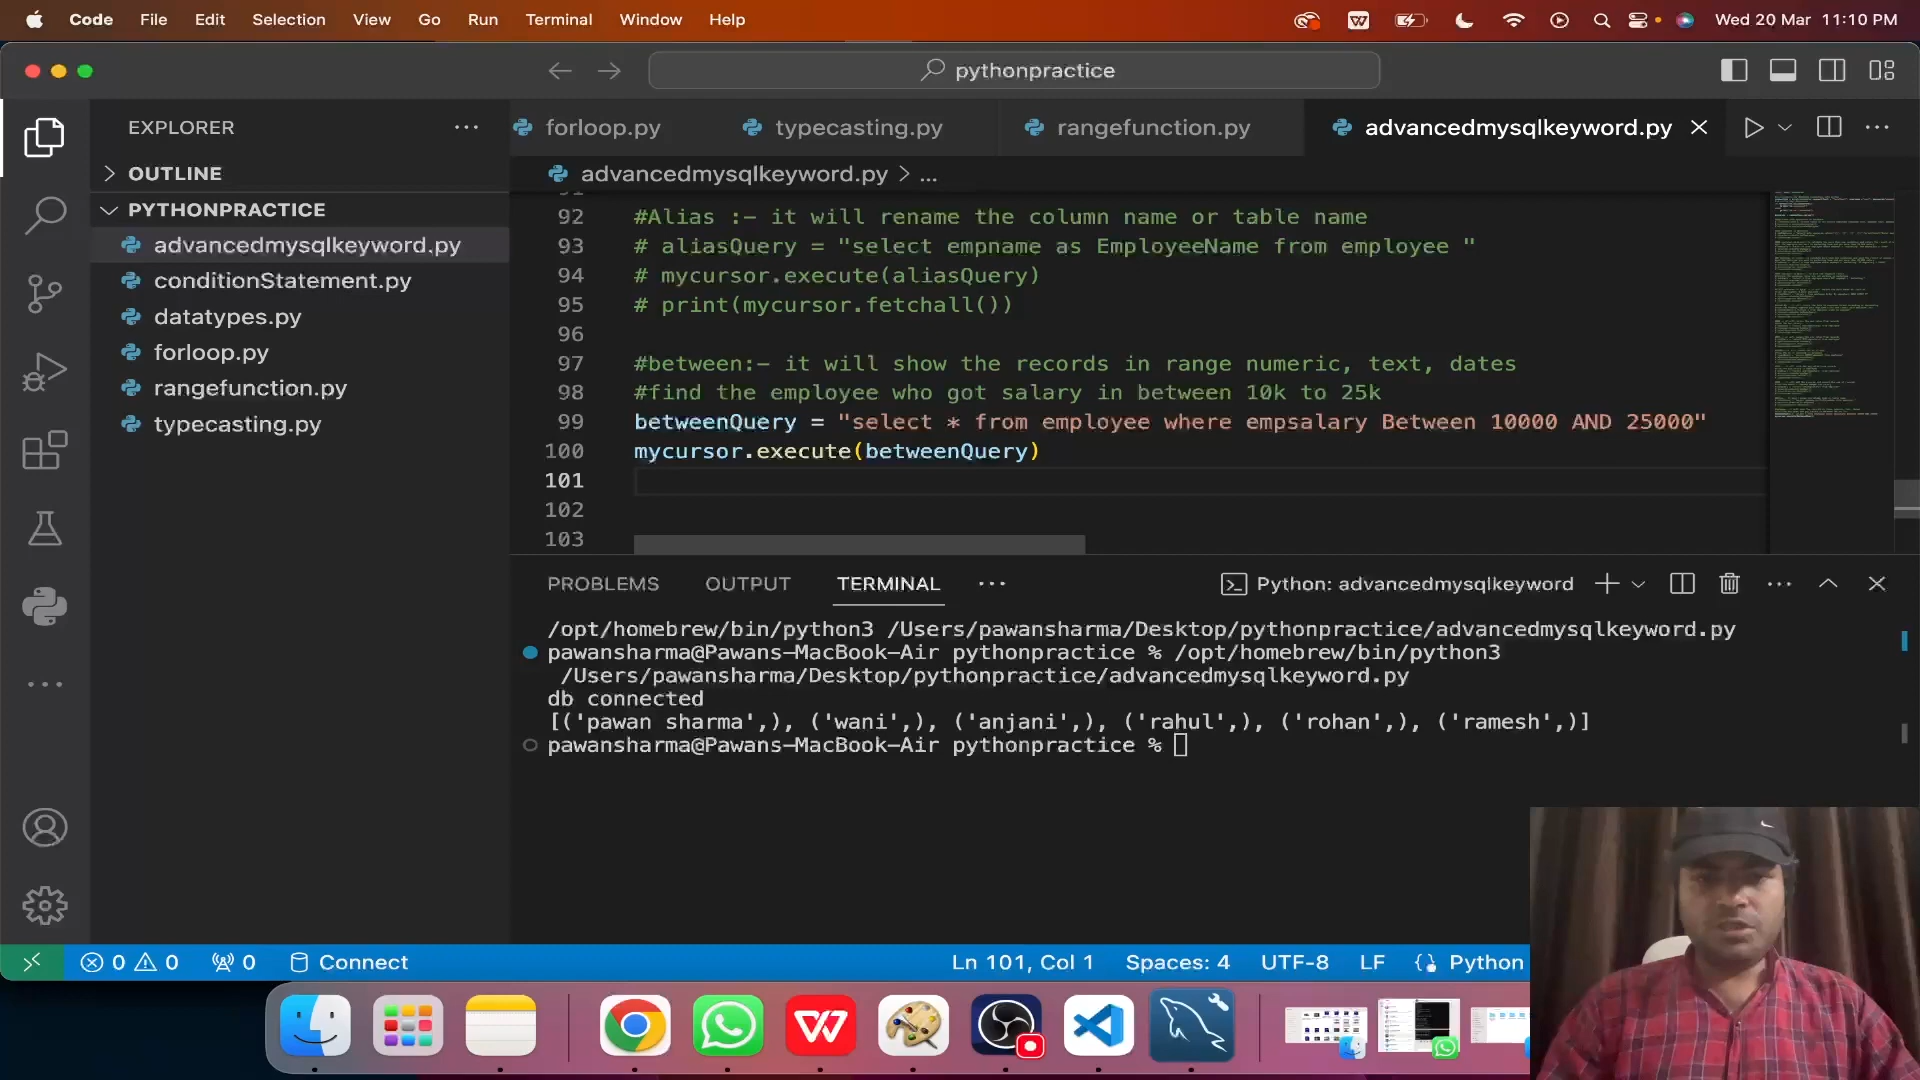 Code File Edit Selection View Go Run Terminal Window Help Wed 20 Mar 11:10 PM
pythonpractice
EXPLORER
forloop.py typecasting.py rangefunction.py advancedmysqlkeyword.py
OUTLINE
advancedmysqlkeyword.py > ...
PYTHONPRACTICE
advancedmysqlkeyword.py
conditionStatement.py
datatypes.py
forloop.py
rangefunction.py
typecasting.py
91
92 #Alias :- it will rename the column name or table name
93 # aliasQuery = "select empname as EmployeeName from employee "
94 # mycursor.execute(aliasQuery)
95 # print(mycursor.fetchall())
96
97 #between:- it will show the records in range numeric, text, dates
98 #find the employee who got salary in between 10k to 25k
99 betweenQuery = "select * from employee where empsalary Between 10000 AND 25000"
100 mycursor.execute(betweenQuery)
101
102
103
PROBLEMS OUTPUT TERMINAL Python: advancedmysqlkeyword
/opt/homebrew/bin/python3 /Users/pawansharma/Desktop/pythonpractice/advancedmysqlkeyword.py
pawansharma@Pawans-MacBook-Air pythonpractice % /opt/homebrew/bin/python3
/Users/pawansharma/Desktop/pythonpractice/advancedmysqlkeyword.py
db connected
[('pawan sharma',), ('wani',), ('anjani',), ('rahul',), ('rohan',), ('ramesh',)]
pawansharma@Pawans-MacBook-Air pythonpractice %
0 0 0 Connect Ln 101, Col 1 Spaces: 4 UTF-8 LF Python